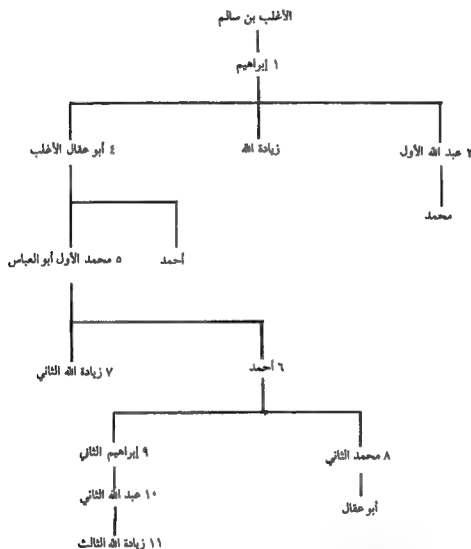 الأغلب بن سالم
١ إبراهيم
٢ عبد الله الأول
زيادة الله
٤ أبو عقال الأغلب
محمد
أحمد
٥ محمد الأول أبو العباس
٦ أحمد
٧ زيادة الله الثاني
٨ محمد الثاني
٩ إبراهيم الثاني
أبو عقال
١٠ عبد الله الثاني
١١ زيادة الله الثالث